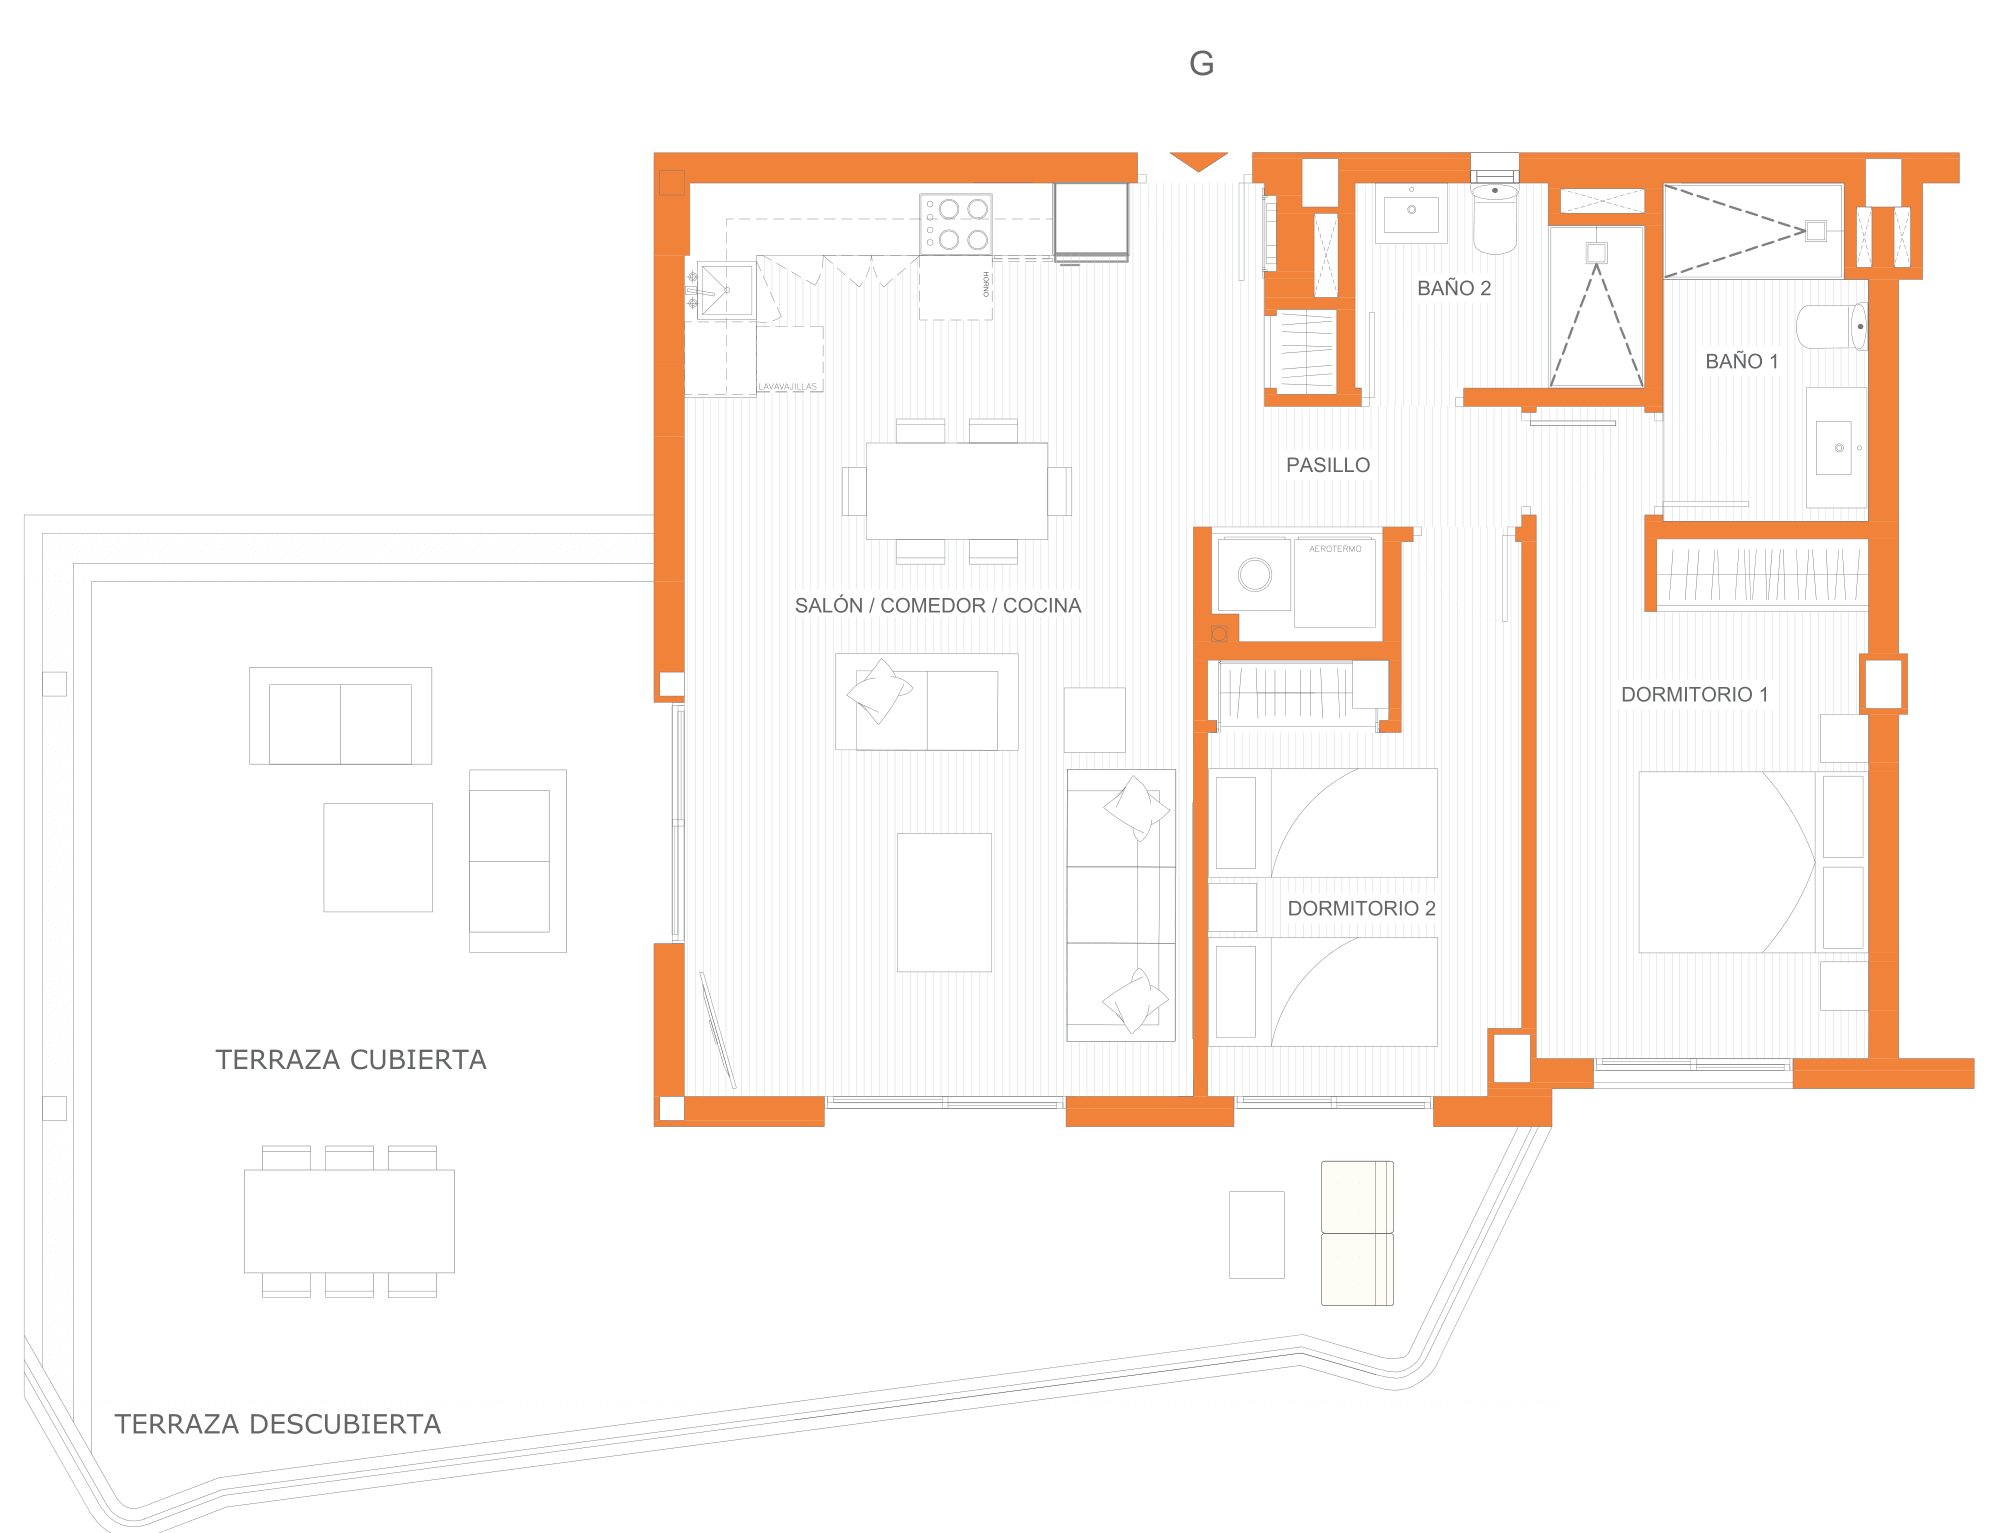 G
HORNO
BAÑO 2
BAÑO 1
LAVAVAJILLAS
PASILLO
AEROTERMO
SALÓN / COMEDOR / COCINA
DORMITORIO 1
DORMITORIO 2
TERRAZA CUBIERTA
TERRAZA DESCUBIERTA